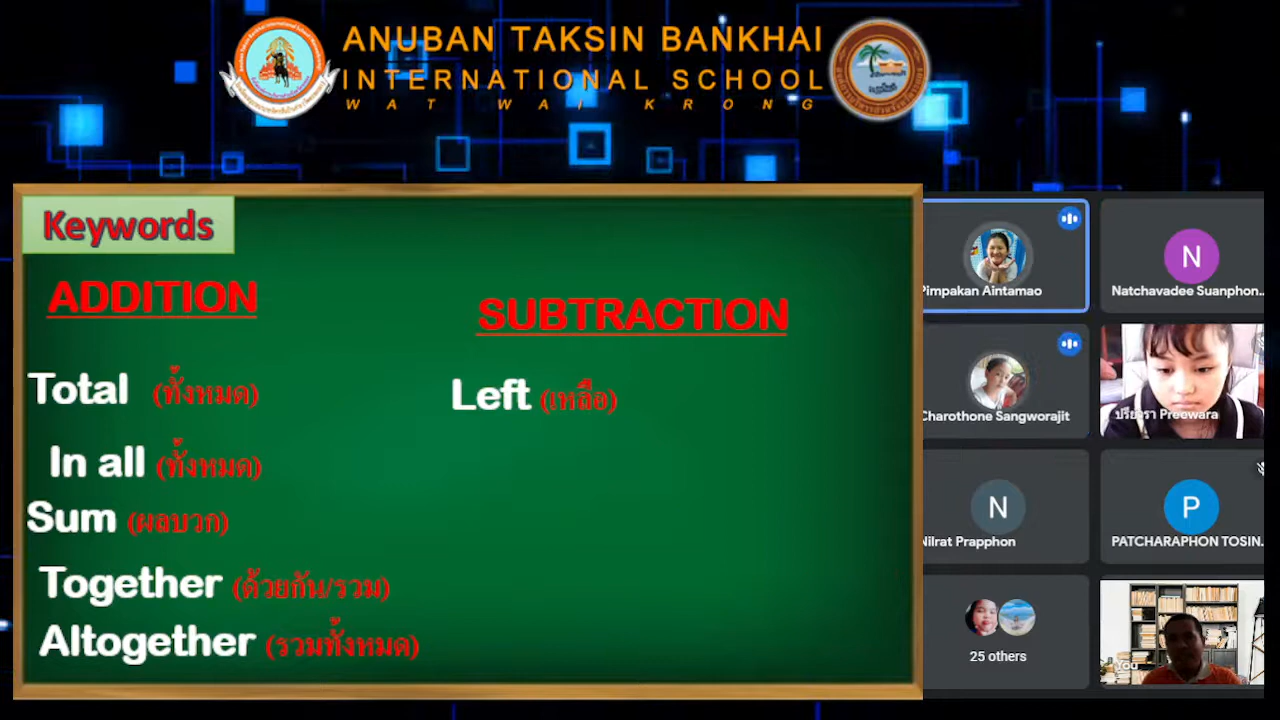 ANUBAN TAKSIN BANKHAI
INTERNATIONAL SCHOOL
WAT WAI KRONG
Keywords
ADDITION
SUBTRACTION
Total (ทั้งหมด)
Left (เหลือ)
In all (ทั้งหมด)
Sum (ผลบวก)
Together (ด้วยกัน/รวม)
Altogether (รวมทั้งหมด)
Pimpakan Aintamao
N
Natchavadee Suanphon...
Charothone Sangworajit
ปรียารา Preewara
N
Nilrat Prapphon
P
PATCHARAPHON TOSIN...
25 others
You